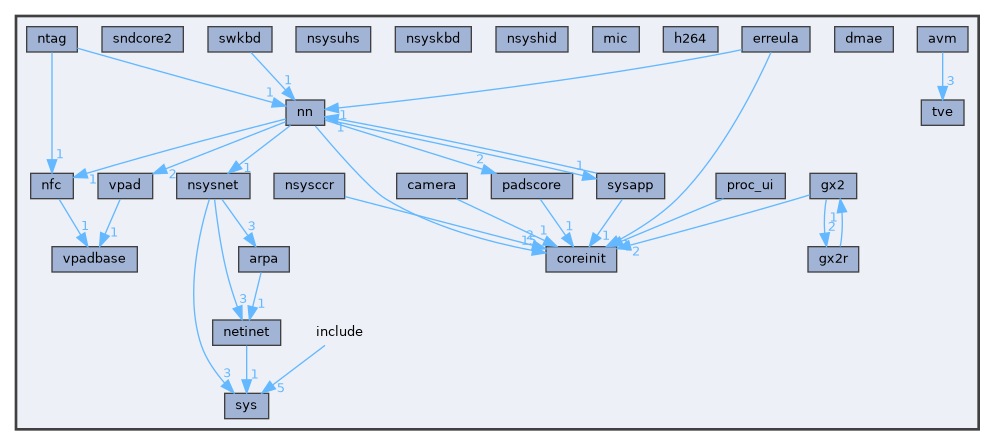 ntag sndcore2 swkbd nsysuhs nsyskbd nsyshid mic h264 erreula dmae avm
1 3
1 1
nn tve
1
1 2 1
nfc 1 vpad 2 nsysnet 1 nsysccr camera padscore sysapp proc_ui gx2
1 1 3 1 2 1 1 1 2 1 2
vpadbase arpa coreinit gx2r
3 1
netinet include
3 1 5
sys